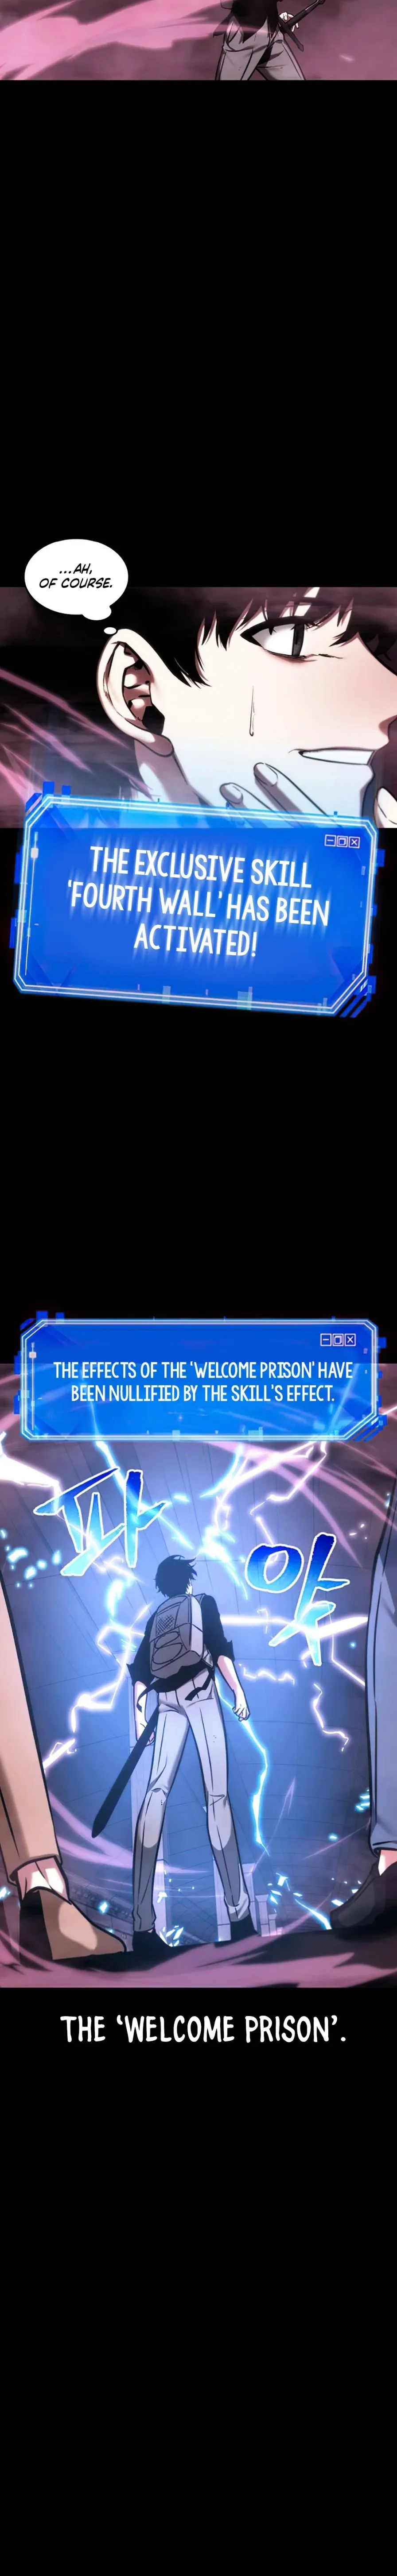 ...AH,
OF COURSE.
THE EXCLUSIVE SKILL
'FOURTH WALL' HAS BEEN
ACTIVATED!
THE EFFECTS OF THE 'WELCOME PRISON' HAVE
BEEN NULLIFIED BY THE SKILL'S EFFECT.
파
앗
THE 'WELCOME PRISON'.